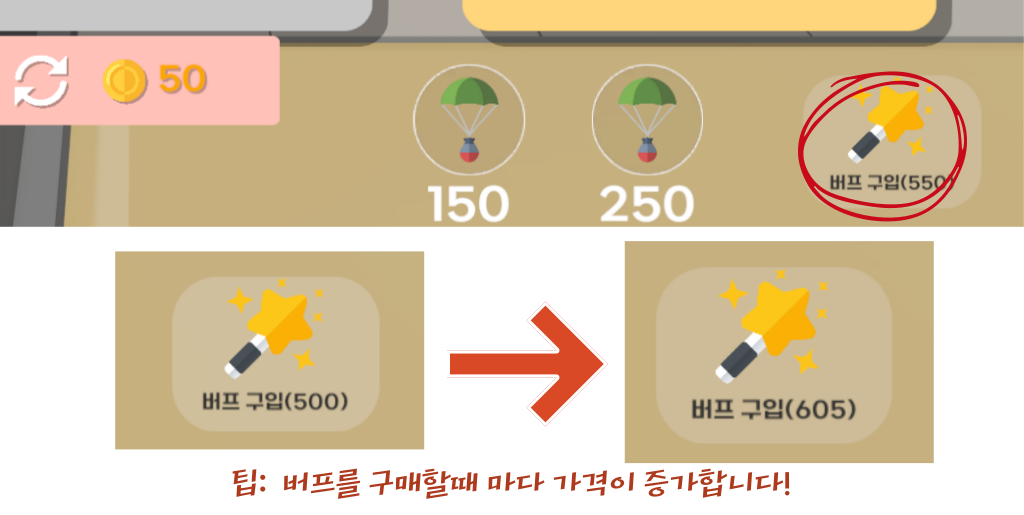 50
150
250
버프 구입(550)
버프 구입(500)
버프 구입(605)
팁: 버프를 구매할때 마다 가격이 증가합니다!